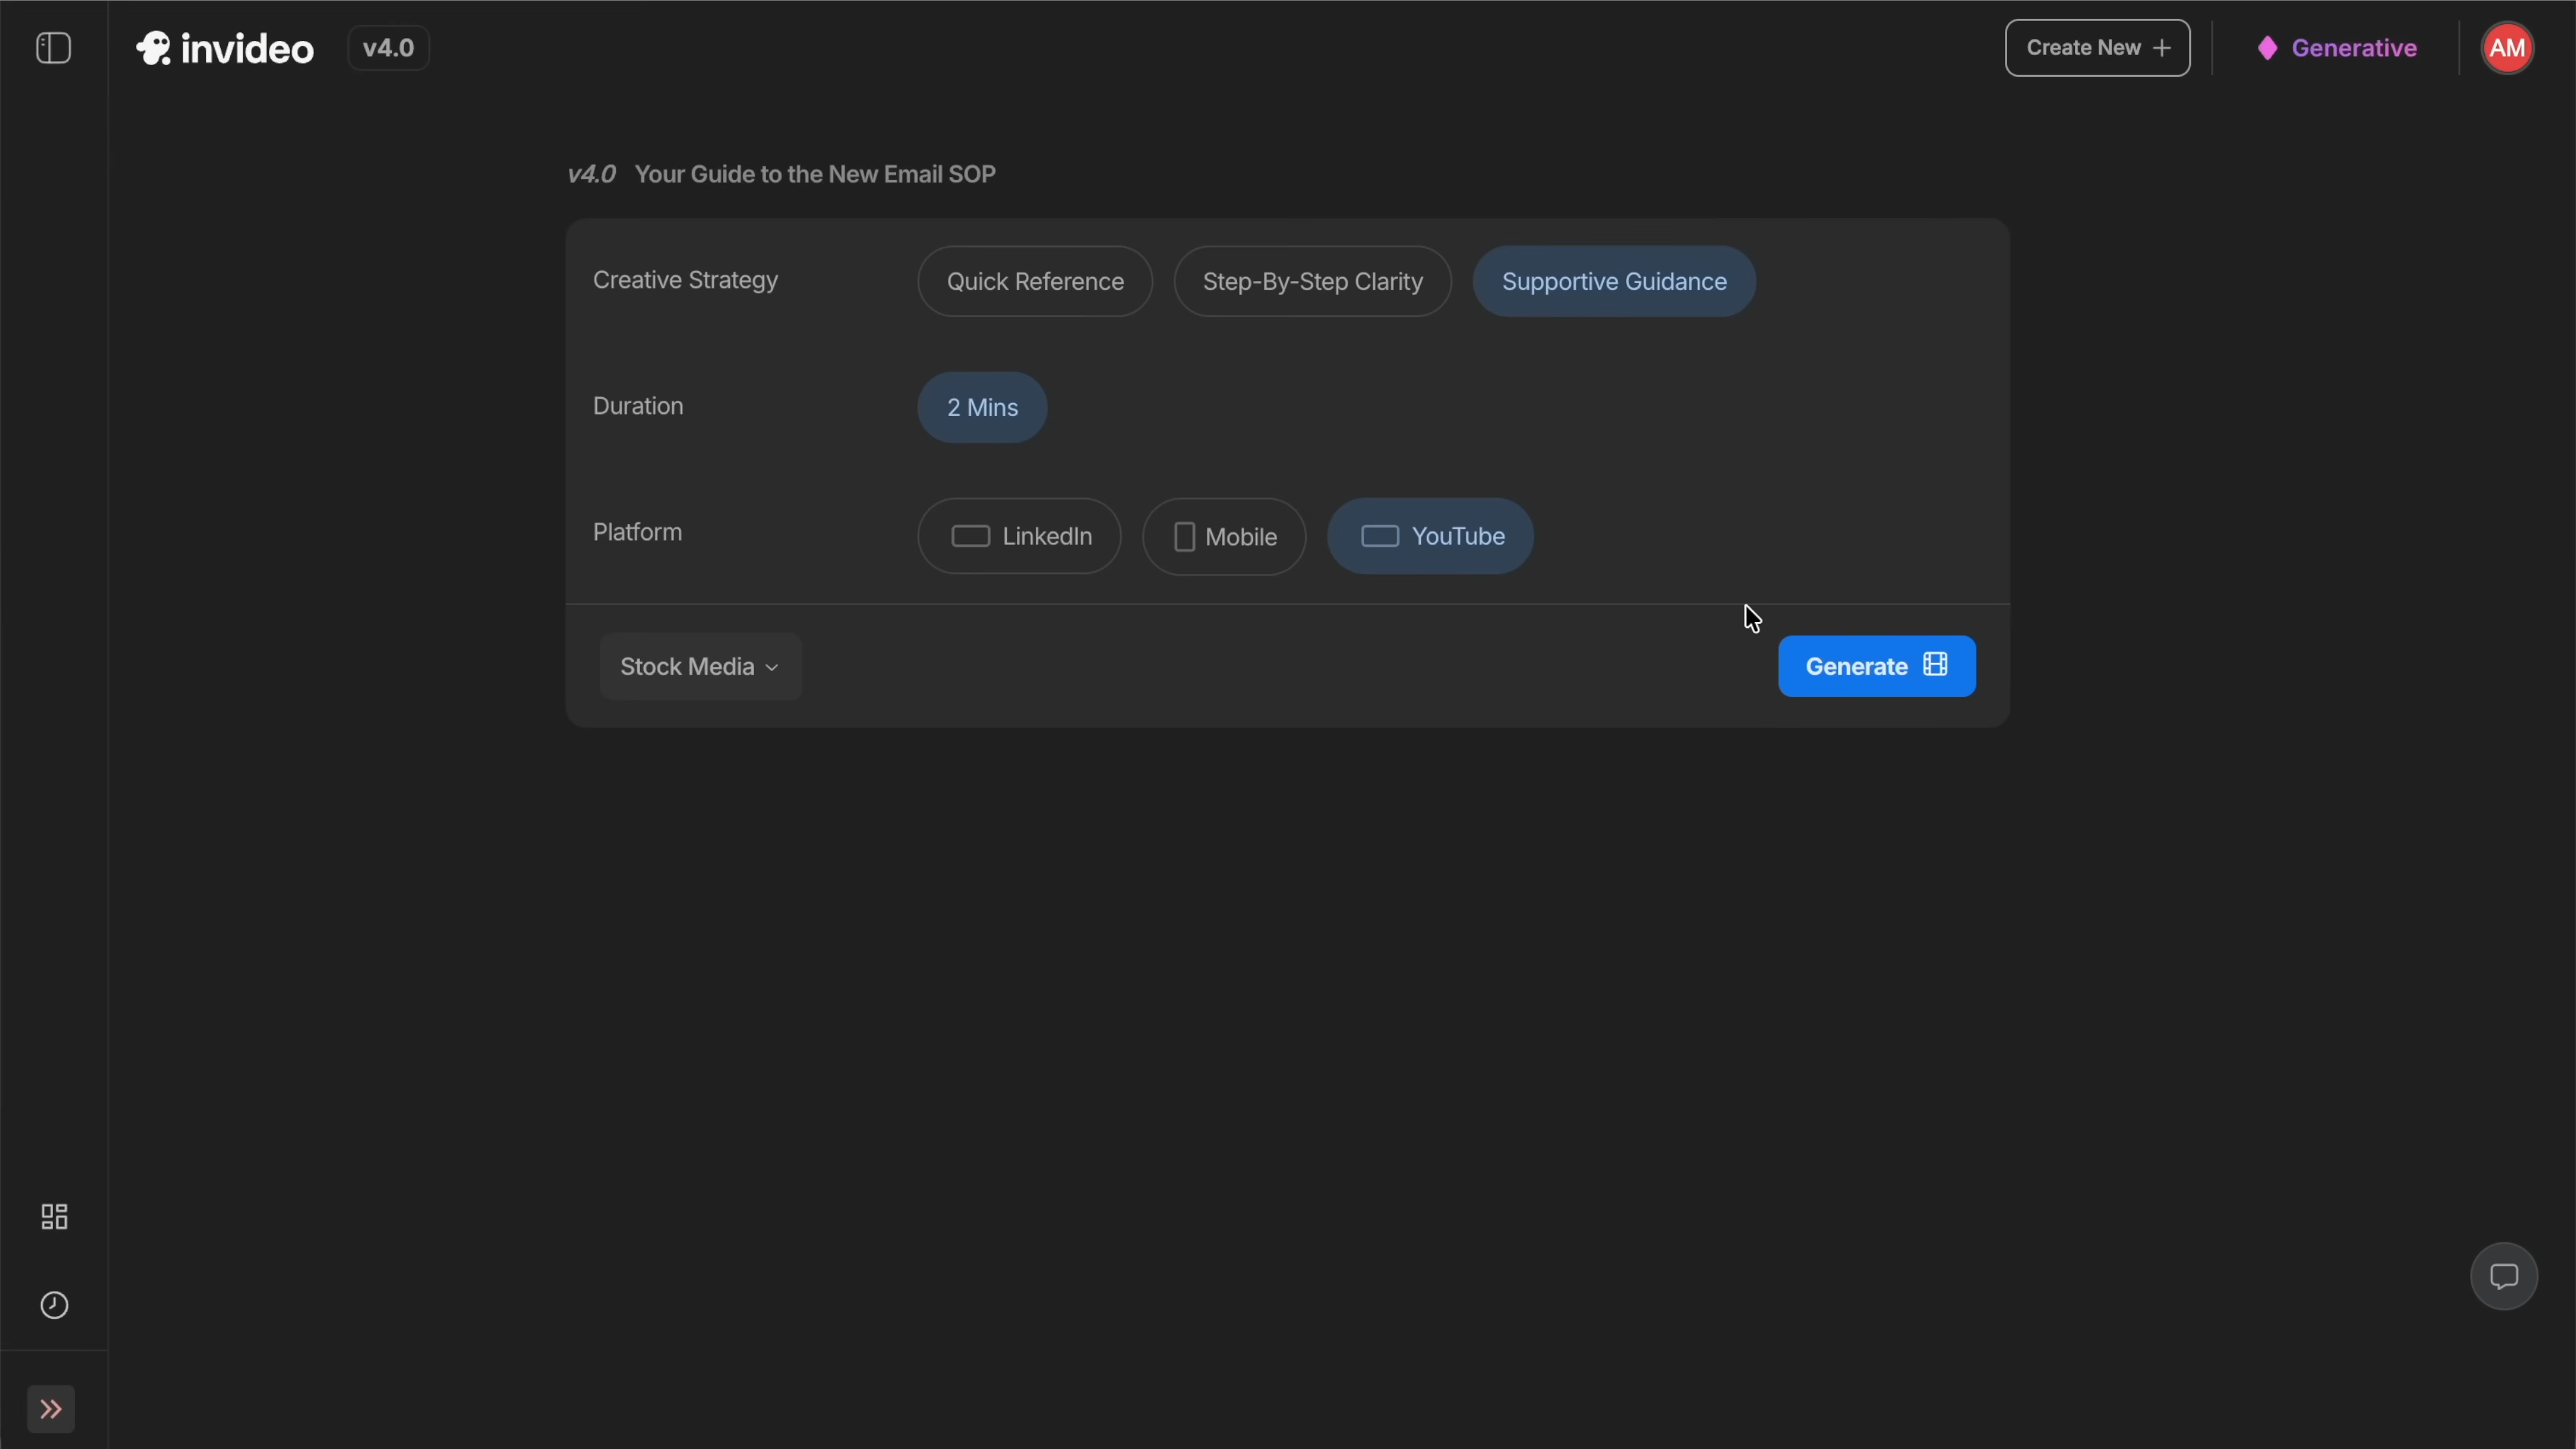 invideo v4.0 Create New Generative AM
v4.0 Your Guide to the New Email SOP
Creative Strategy Quick Reference Step-By-Step Clarity Supportive Guidance
Duration 2 Mins
Platform LinkedIn Mobile YouTube
Stock Media Generate